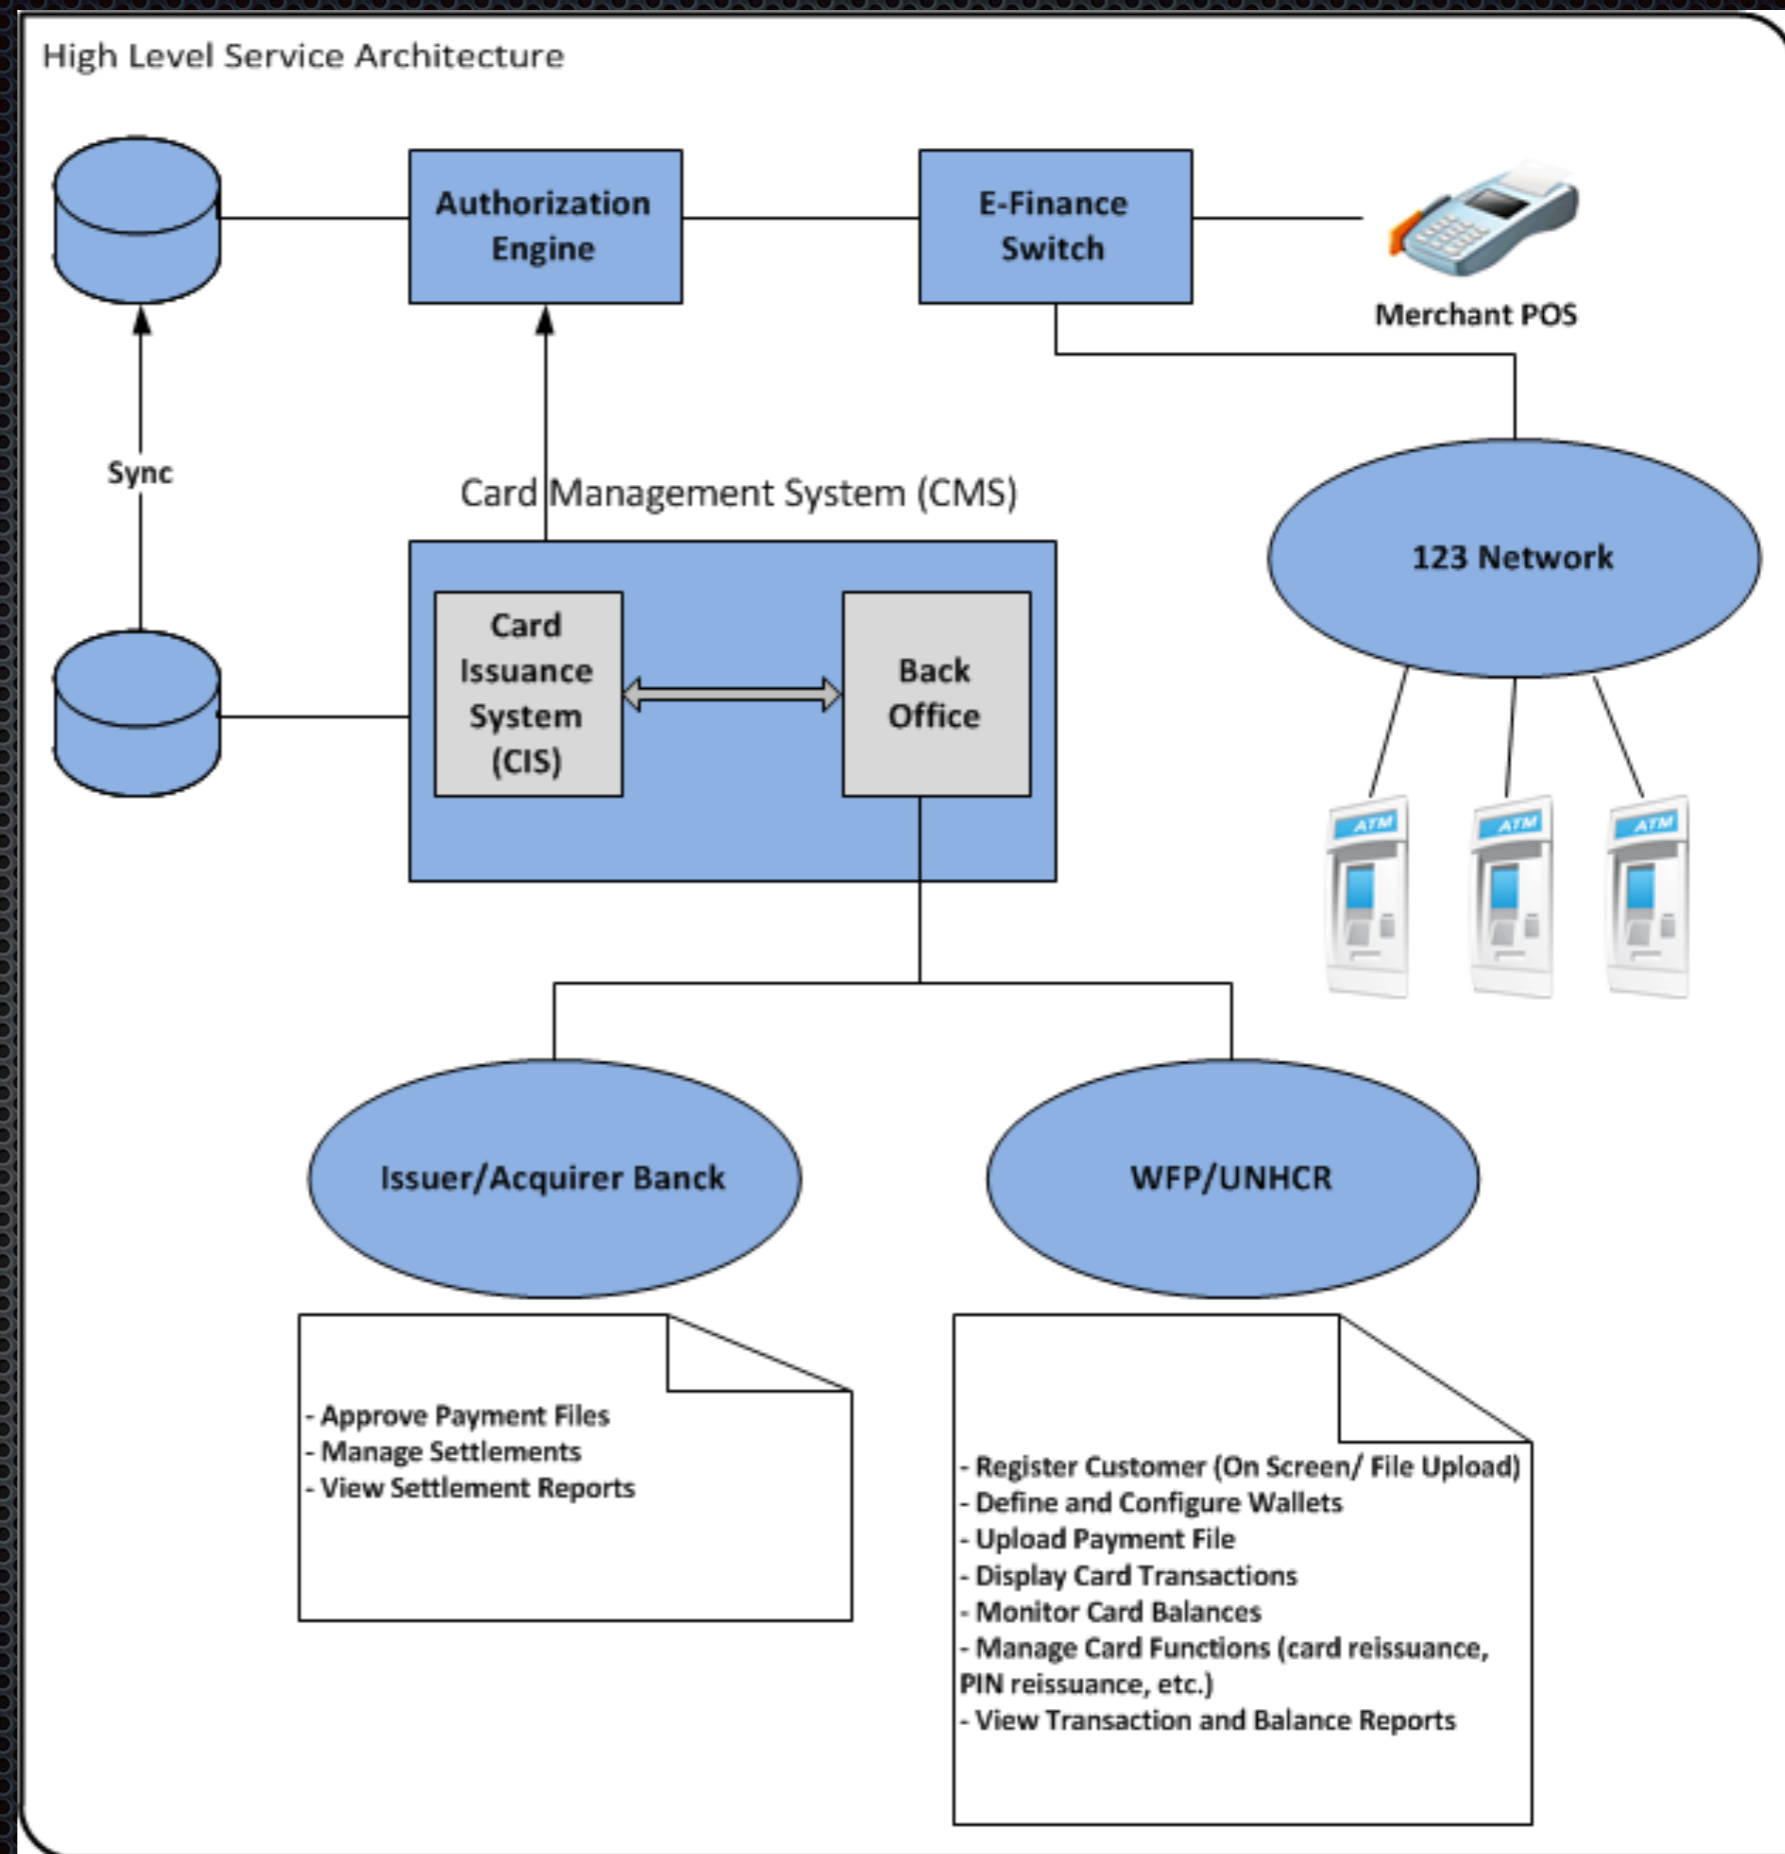 High Level Service Architecture
Authorization
Engine
E-Finance
Switch
Merchant POS
Sync
Card Management System (CMS)
123 Network
Card
Issuance
System
(CIS)
Back
Office
ATM
ATM
ATM
Issuer/Acquirer Banck
WFP/UNHCR
- Approve Payment Files
- Manage Settlements
- View Settlement Reports
- Register Customer (On Screen/ File Upload)
- Define and Configure Wallets
- Upload Payment File
- Display Card Transactions
- Monitor Card Balances
- Manage Card Functions (card reissuance,
PIN reissuance, etc.)
- View Transaction and Balance Reports